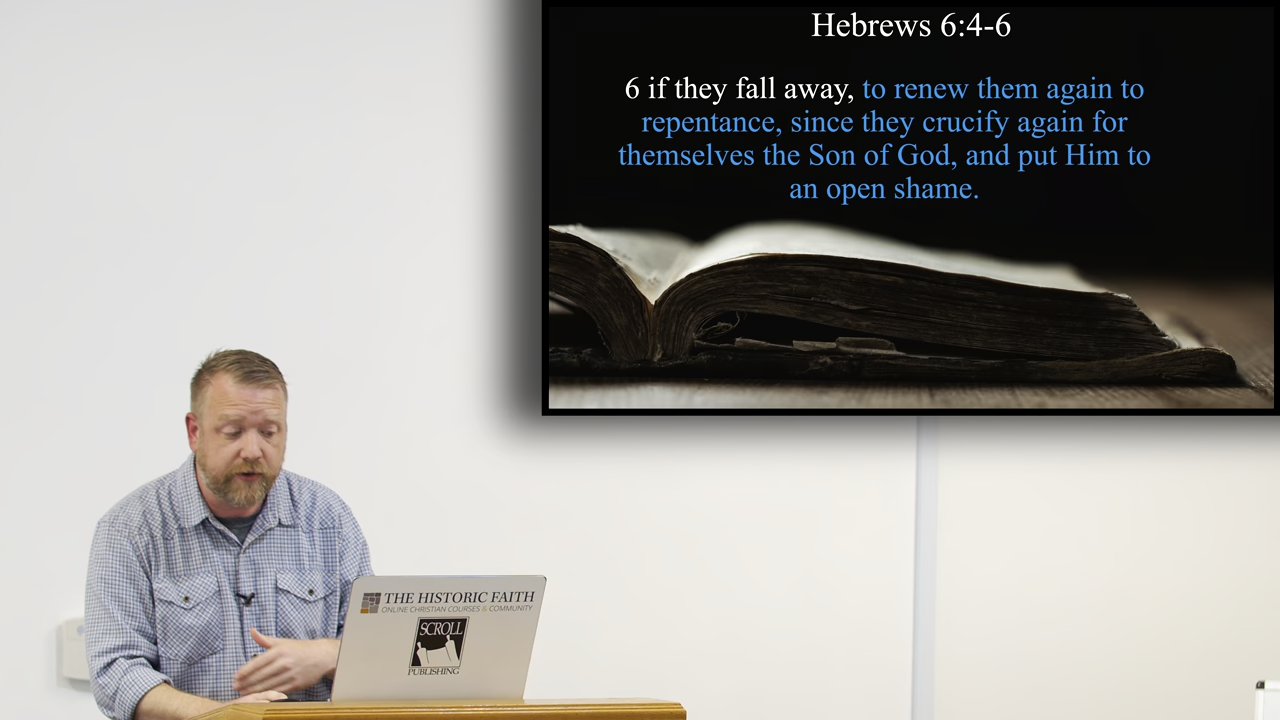 Hebrews 6:4-6
6 if they fall away, to renew them again to
repentance, since they crucify again for
themselves the Son of God, and put Him to
an open shame.
THE HISTORIC FAITH
ONLINE CHRISTIAN COURSES & COMMUNITY
SCROLL
PUBLISHING